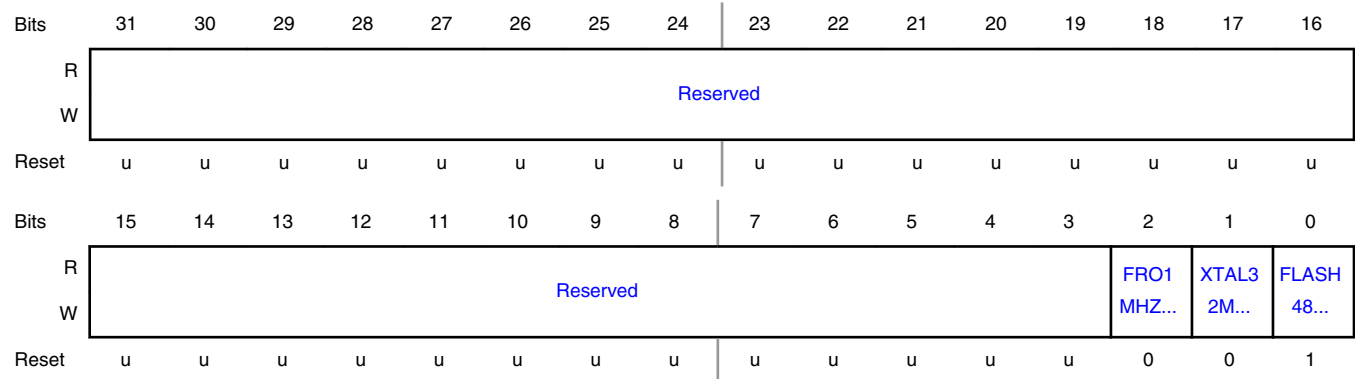 Bits 31 30 29 28 27 26 25 24 23 22 21 20 19 18 17 16
R
Reserved
W
Reset u u u u u u u u u u u u u u u u
Bits 15 14 13 12 11 10 9 8 7 6 5 4 3 2 1 0
R Reserved FRO1 XTAL3 FLASH
W MHZ... 2M... 48...
Reset u u u u u u u u u u u u u 0 0 1